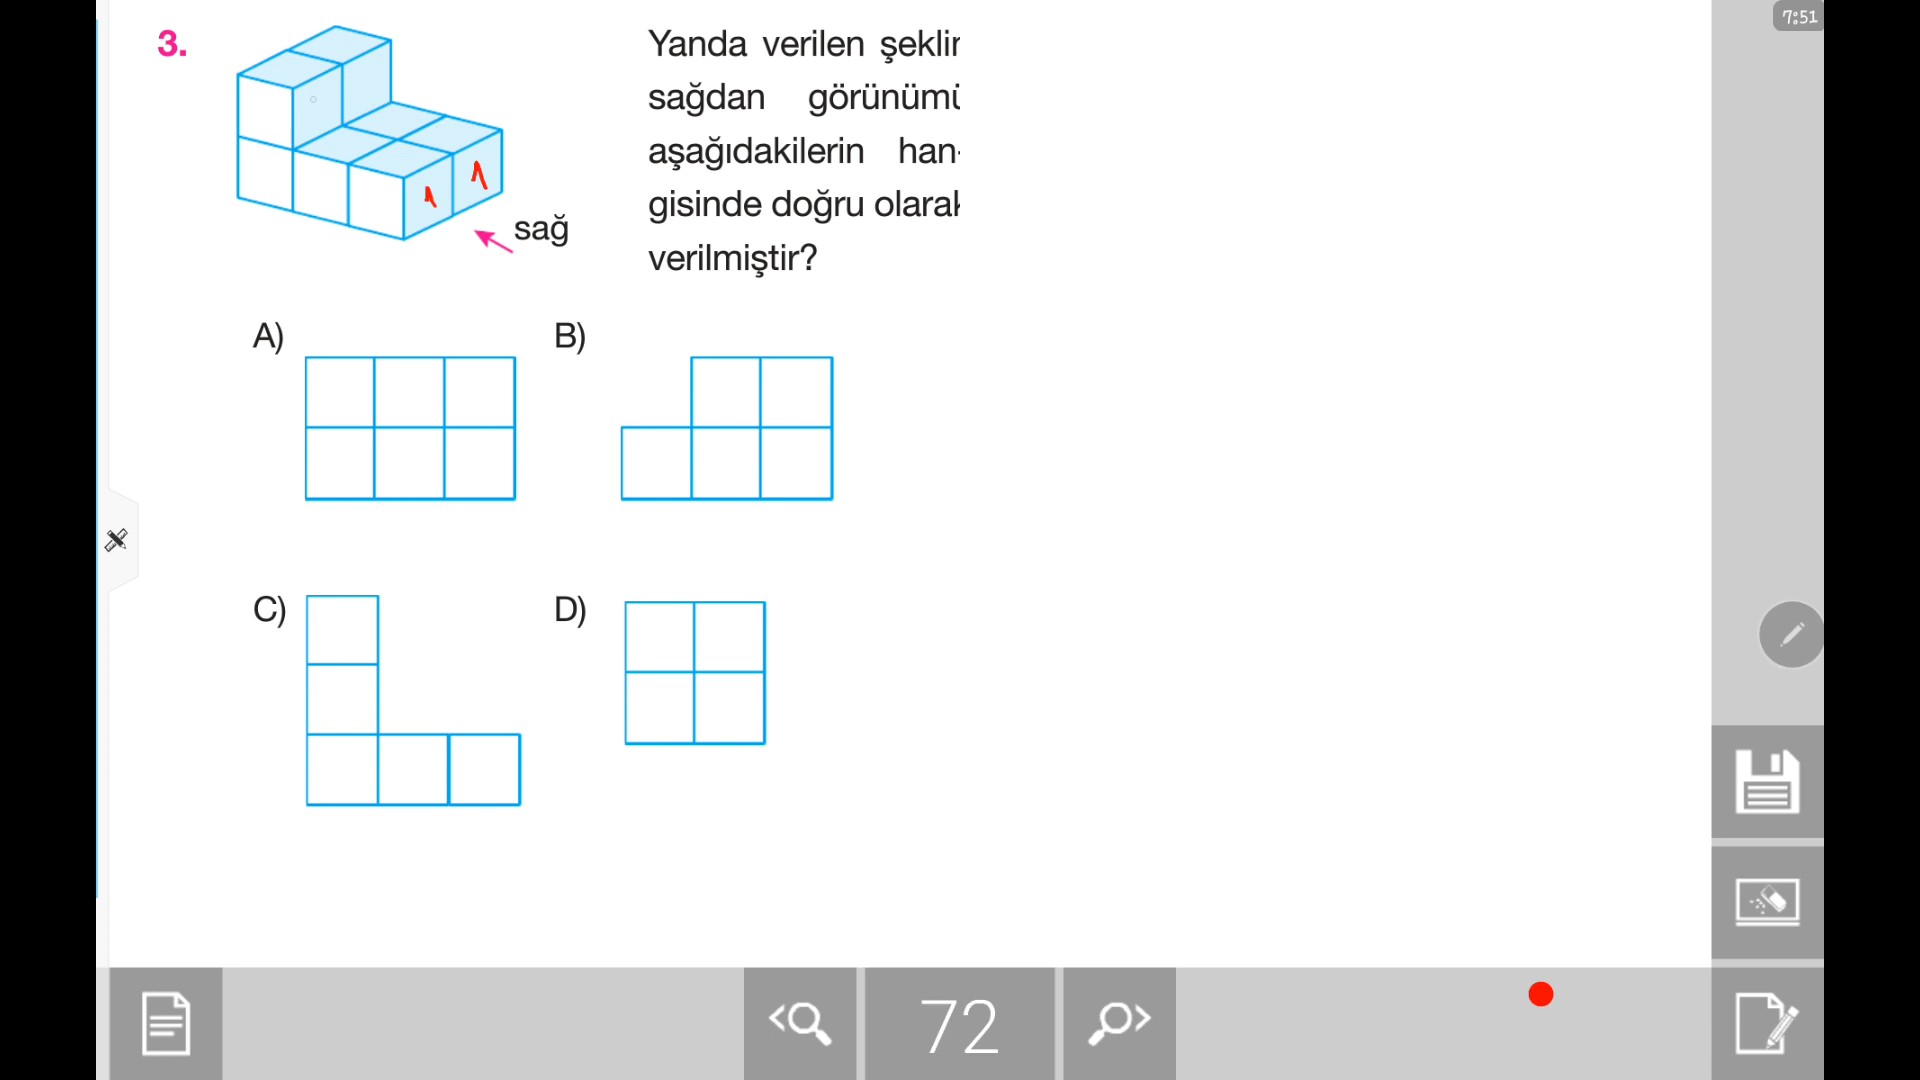 7:51
3.
Yanda verilen şeklin
sağdan görünümü
aşağıdakilerin han-
gisinde doğru olarak
verilmiştir?
sağ
A)
B)
C)
D)
72